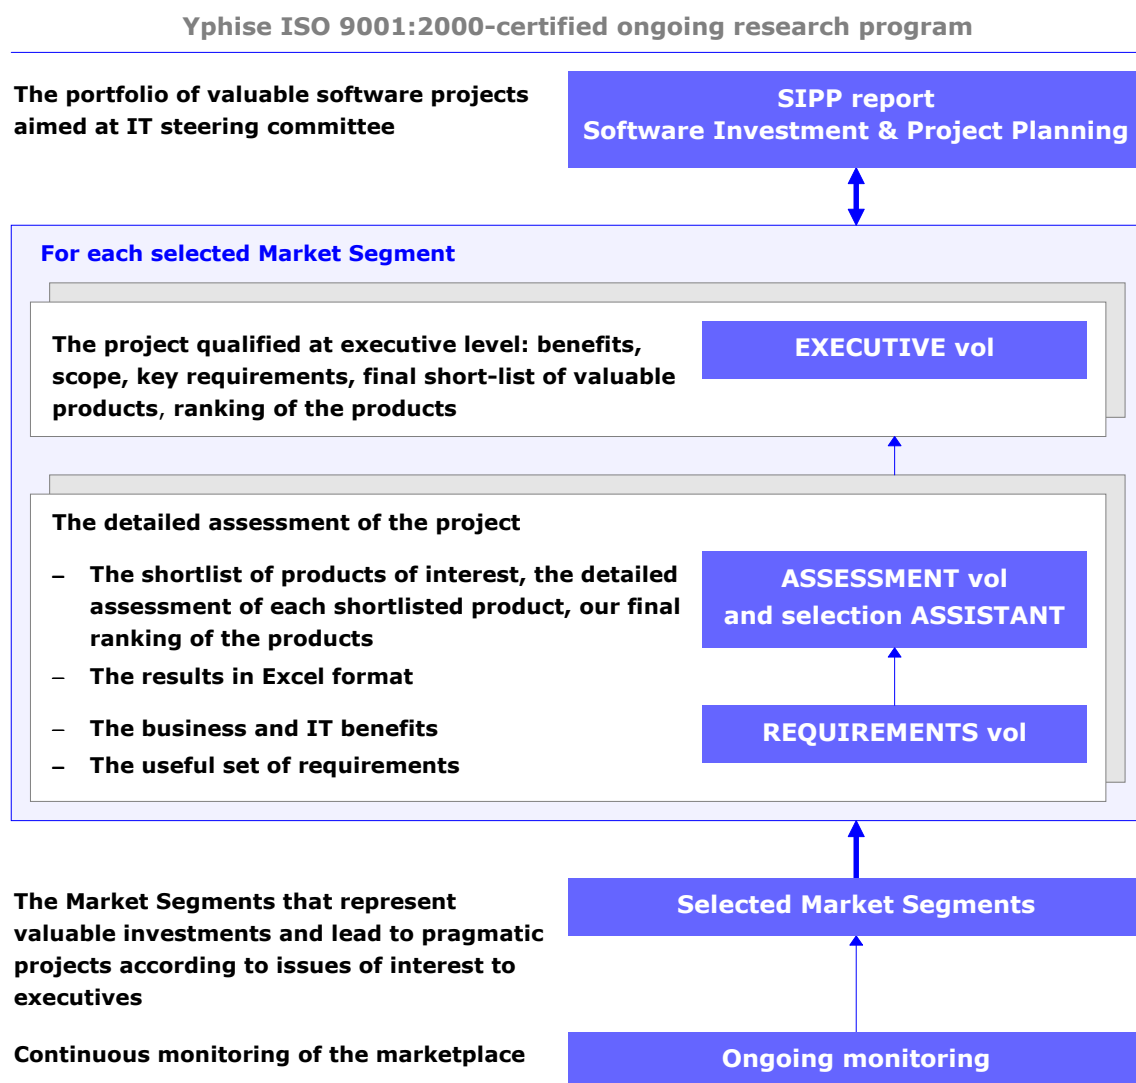 Yphise ISO 9001:2000-certified ongoing research program
The portfolio of valuable software projects
aimed at IT steering committee
SIPP report
Software Investment & Project Planning
For each selected Market Segment
The project qualified at executive level: benefits,
scope, key requirements, final short-list of valuable
products, ranking of the products
EXECUTIVE vol
The detailed assessment of the project
– The shortlist of products of interest, the detailed
assessment of each shortlisted product, our final
ranking of the products
– The results in Excel format
ASSESSMENT vol
and selection ASSISTANT
– The business and IT benefits
– The useful set of requirements
REQUIREMENTS vol
The Market Segments that represent
valuable investments and lead to pragmatic
projects according to issues of interest to
executives
Selected Market Segments
Continuous monitoring of the marketplace
Ongoing monitoring